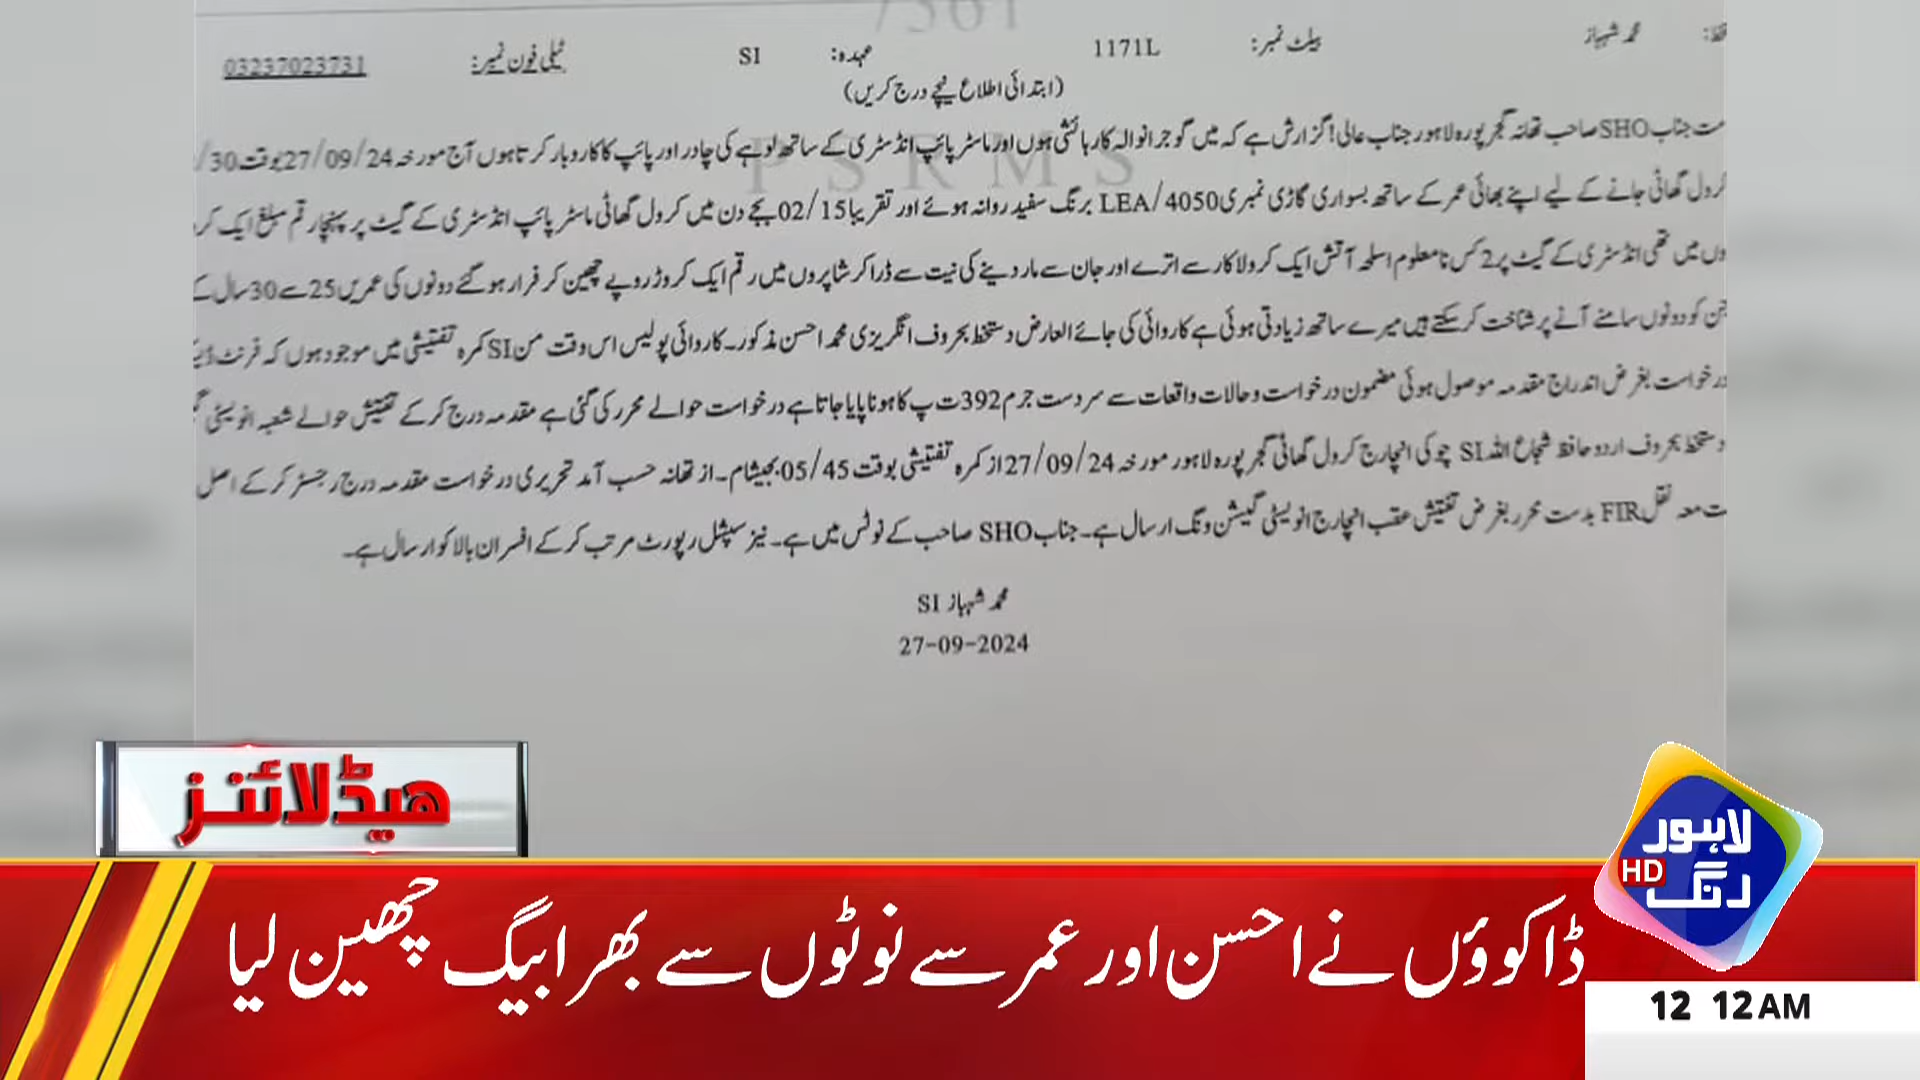 /561
محمد شہباز بیلٹ نمبر: 1171L عہدہ: SI ٹیلی فون نمبر: 03237023731
(ابتدائی اطلاع نیچے درج کریں)
PSRMS
مت جناب SHO صاحب تھانہ گجر پورہ لاہور جناب عالی! گزارش ہے کہ میں گوجرانوالہ کا رہائشی ہوں اور ماسٹر پائپ انڈسٹری کے ساتھ لوہے کی چادر اور پائپ کا کاروبار کرتا ہوں آج مورخہ 27/09/24 بوقت 30/
کرول گھاٹی جانے کے لیے اپنے بھائی عمر کے ساتھ بسواری گاڑی نمبری LEA/4050 برنگ سفید روانہ ہوئے اور تقریبا 02/15 بجے دن میں کرول گھاٹی ماسٹر پائپ انڈسٹری کے گیٹ پر پہنچا رقم مبلغ ایک کر
وں میں تھی انڈسٹری کے گیٹ پر 2 کس نامعلوم اسلحہ آتش ایک کرولا کار سے اترے اور جان سے مار دینے کی نیت سے ڈرا کر شاپروں میں رقم ایک کروڑ روپے چھین کر فرار ہو گئے دونوں کی عمریں 25 سے 30 سال کے
جن کو دونوں سامنے آنے پر شناخت کر سکتے ہیں میرے ساتھ زیادتی ہوئی ہے کاروائی کی جائے العارض دستخط بحروف انگریزی محمد احسن مذکور۔ کاروائی پولیس اس وقت من SI کمرہ تفتیشی میں موجود ہوں کہ فرنٹ ڈیسک
درخواست بغرض اندراج مقدمہ موصول ہوئی مضمون درخواست و حالات واقعات سے سردست جرم 392 ت پ کا ہونا پایا جاتا ہے درخواست حوالے محرر کی گئی ہے مقدمہ درج کر کے تفتیش حوالے شعبہ انویسٹی
دستخط بحروف اردو حافظ شجاع اللہ SI چوکی انچارج کرول گھاٹی گجر پورہ لاہور مورخہ 27/09/24 از کمرہ تفتیشی بوقت 05/45 بجیشام۔ از تھانہ حسب آمد تحریری درخواست مقدمہ درج رجسٹر کر کے اصل
ت معہ نقل FIR بدست محرر بغرض تفتیش عقب انچارج انویسٹی گیشن ونگ ارسال ہے۔ جناب SHO صاحب کے نوٹس میں ہے۔ نیز سپیشل رپورٹ مرتب کر کے افسران بالا کو ارسال ہے۔
محمد شہباز SI
27-09-2024
ہیڈلائنز
لاہور
رنگ
HD
ڈاکوؤں نے احسن اور عمر سے نوٹوں سے بھرا بیگ چھین لیا
12 12 AM